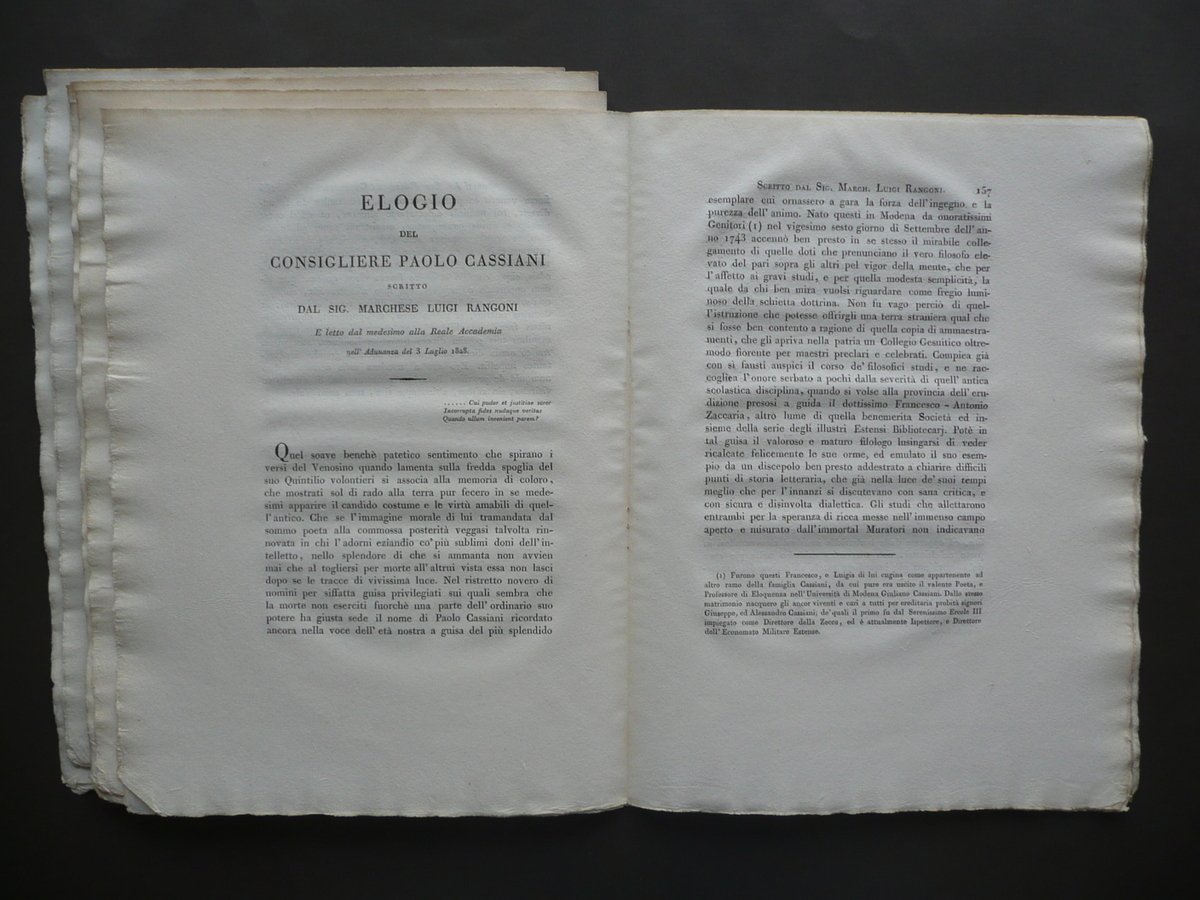 ELOGIO
DEL
CONSIGLIERE PAOLO CASSIANI
SCRITTO
DAL SIG. MARCHESE LUIGI RANGONI
E letto dal medesimo alla Reale Accademia
nell' Adunanza del 3 Luglio 1828.
...... Cui pudor et justitiae soror
Incorrupta fides nudaque veritas
Quando ullum invenient parem?
Quel soave benchè patetico sentimento che spirano i
versi del Venosino quando lamenta sulla fredda spoglia del
suo Quintilio volontieri si associa alla memoria di coloro,
che mostrati sol di rado alla terra pur fecero in se mede-
simi apparire il candido costume e le virtù amabili di quel-
l'antico. Che se l'immagine morale di lui tramandata dal
sommo poeta alla commossa posterità veggasi talvolta rin-
novata in chi l'adorni eziandio co'più sublimi doni dell'in-
telletto, nello splendore di che si ammanta non avvien
mai che al togliersi per morte all'altrui vista essa non lasci
dopo se le tracce di vivissima luce. Nel ristretto novero di
nomini per siffatta guisa privilegiati sui quali sembra che
la morte non eserciti fuorchè una parte dell'ordinario suo
potere ha giusta sede il nome di Paolo Cassiani ricordato
ancora nella voce dell'età nostra a guisa del più splendido
SCRITTO DAL SIG. MARCH. LUIGI RANGONI. 157
esemplare cui ornassero a gara la forza dell'ingegno e la
purezza dell'animo. Nato questi in Modena da onoratissimi
Genitori (1) nel vigesimo sesto giorno di Settembre dell'an-
no 1743 accennò ben presto in se stesso il mirabile colle-
gamento di quelle doti che prenunciano il vero filosofo ele-
vato del pari sopra gli altri pel vigor della mente, che per
l'affetto ai gravi studi, e per quella modesta semplicità, la
quale da chi ben mira vuolsi riguardare come fregio lumi-
noso della schietta dottrina. Non fu vago perciò di quel-
l'istruzione che potesse offrirgli una terra straniera qual che
si fosse ben contento a ragione di quella copia di ammaestra-
menti, che gli apriva nella patria un Collegio Gesuitico oltre-
modo fiorente per maestri preclari e celebrati. Compiea già
con sì fausti auspicj il corso de'filosofici studi, e ne rac-
coglica l'onore serbato a pochi dalla severità di quell'antica
scolastica disciplina, quando si volse alla provincia dell'eru-
dizione presosi a guida il dottissimo Francesco-Antonio
Zaccaria, altro lume di quella benemerita Società ed in-
sieme della serie degli illustri Estensi Bibliotecarj. Potè in
tal guisa il valoroso e maturo filologo lusingarsi di veder
ricalcate felicemente le sue orme, ed emulato il suo esem-
pio da un discepolo ben presto addestrato a chiarire difficili
punti di storia letteraria, che già nella luce de'suoi tempi
meglio che per l'innanzi si discutevano con sana critica, e
con sicura e disinvolta dialettica. Gli studi che allettarono
entrambi per la speranza di ricca messe nell'immenso campo
aperto e misurato dall'immortal Muratori non indicavano
(1) Furono questi Francesco, e Luigia di lui cugina come appartenente ad
altro ramo della famiglia Cassiani, da cui pure era uscito il valente Poeta, e
Professore di Eloquenza nell'Università di Modena Giuliano Cassiani. Dallo stesso
matrimonio nacquero gli ancor viventi e cari a tutti per ereditaria probità signori
Giuseppe, ed Alessandro Cassiani; de'quali il primo fu dal Serenissimo Ercole III
impiegato come Direttore della Zecca, ed è attualmente Ispettore, e Direttore
dell'Economato Militare Estense.